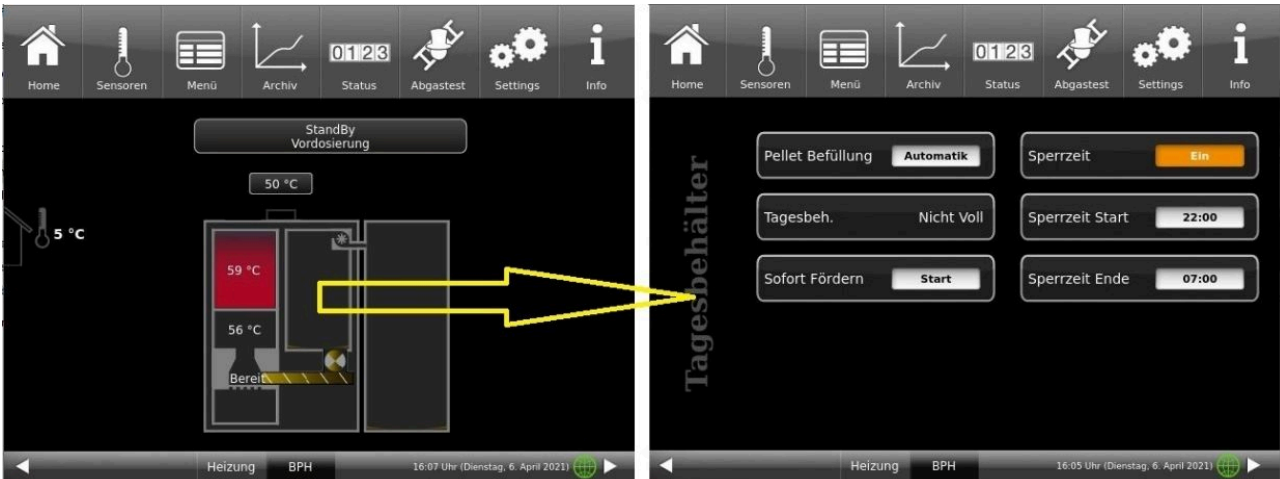 Home Sensoren Menü Archiv 0123 Status Abgastest Settings i Info
StandBy
Vordosierung
50 °C
5 °C
59 °C
56 °C
Bereit
Heizung BPH 16:07 Uhr (Dienstag, 6. April 2021)
Home Sensoren Menü Archiv 0123 Status Abgastest Settings i Info
Tagesbehälter
Pellet Befüllung Automatik
Sperrzeit Ein
Tagesbeh. Nicht Voll
Sperrzeit Start 22:00
Sofort Fördern Start
Sperrzeit Ende 07:00
Heizung BPH 16:05 Uhr (Dienstag, 6. April 2021)